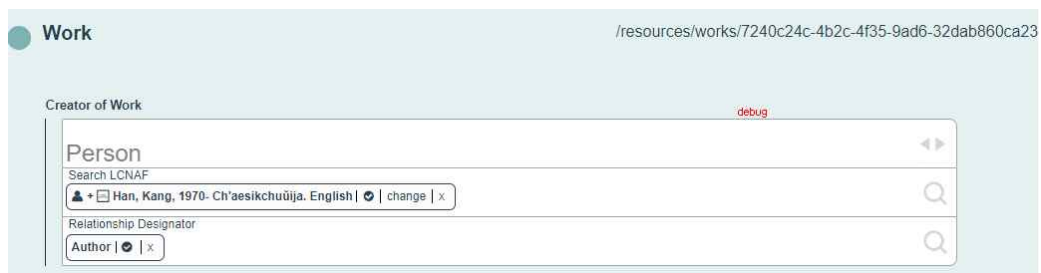 Work /resources/works/7240c24c-4b2c-4f35-9ad6-32dab860ca23
Creator of Work
debug
Person
Search LCNAF
+ Han, Kang, 1970- Ch'aesikchuŭija. English | | change | x
Relationship Designator
Author | | x